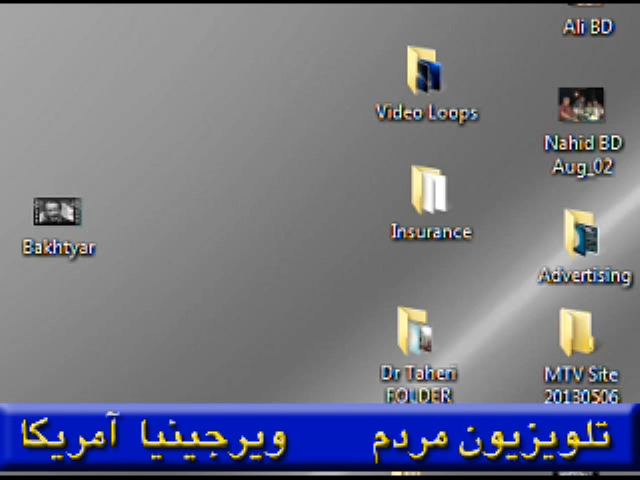 Ali BD
Video Loops
Nahid BD
Aug_02
Insurance
Bakhtyar
Advertising
Dr Taheri
FOLDER
MTV Site
20130506
تلویزیون مردم ویرجینیا آمریکا